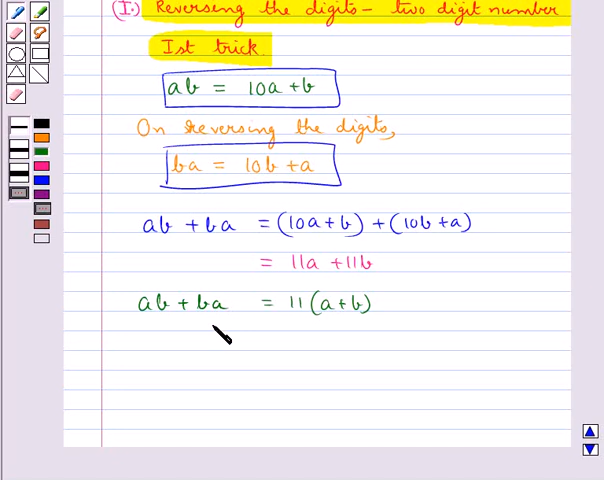 (I.) Reversing the digits - two digit number
Ist trick
ab = 10a + b
On reversing the digits,
ba = 10b + a
ab + ba = (10a + b) + (10b + a)
= 11a + 11b
ab + ba = 11 (a + b)